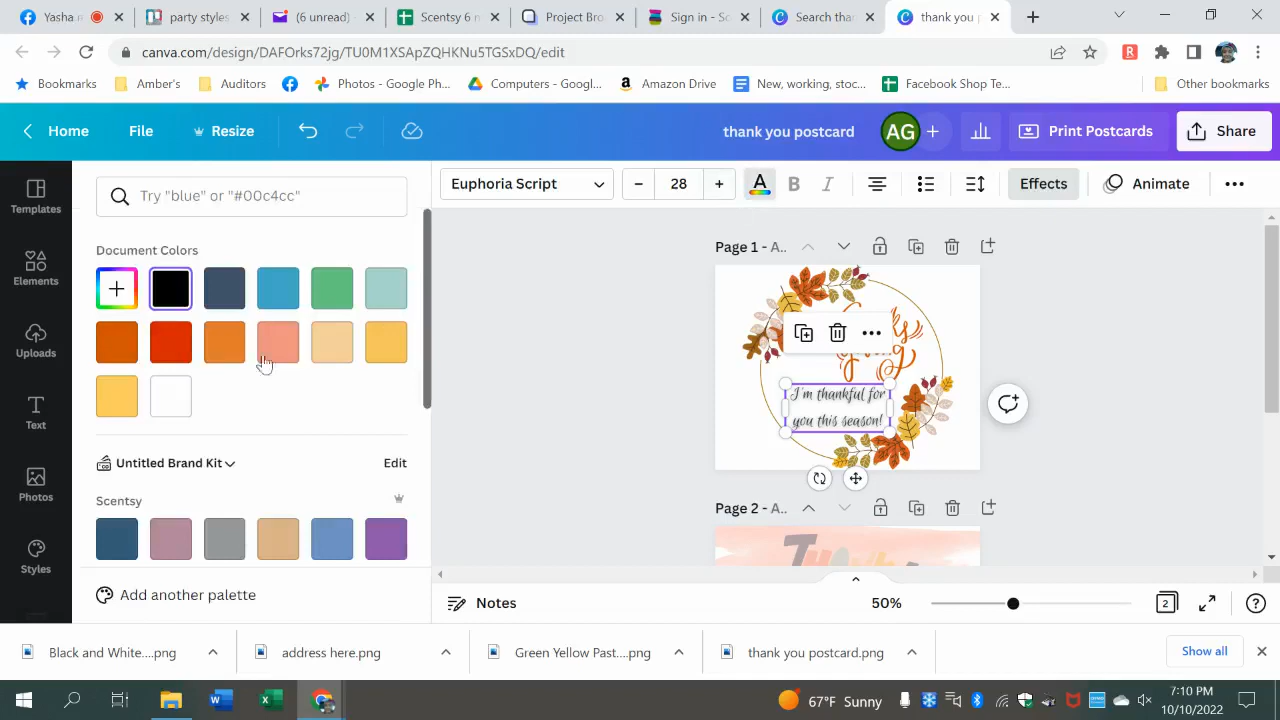 Yasha n
party styles
(6 unread)
Scentsy 6 n
Project Bro
Sign in - Sc
Search than
thank you p
canva.com/design/DAFOrks72jg/TU0M1XSApZQHKNu5TGSxDQ/edit
Bookmarks
Amber's
Auditors
Photos - Google Ph...
Computers - Googl...
Amazon Drive
New, working, stoc...
Facebook Shop Te...
Other bookmarks
Home
File
Resize
thank you postcard
AG
Print Postcards
Share
Templates
Elements
Uploads
Text
Photos
Styles
Try "blue" or "#00c4cc"
Euphoria Script
28
A
B
I
Effects
Animate
Document Colors
Untitled Brand Kit
Edit
Scentsy
Add another palette
Page 1 - A..
I'm thankful for
you this season!
Page 2 - A..
Notes
50%
2
Black and White....png
address here.png
Green Yellow Past....png
thank you postcard.png
Show all
67°F Sunny
7:10 PM
10/10/2022